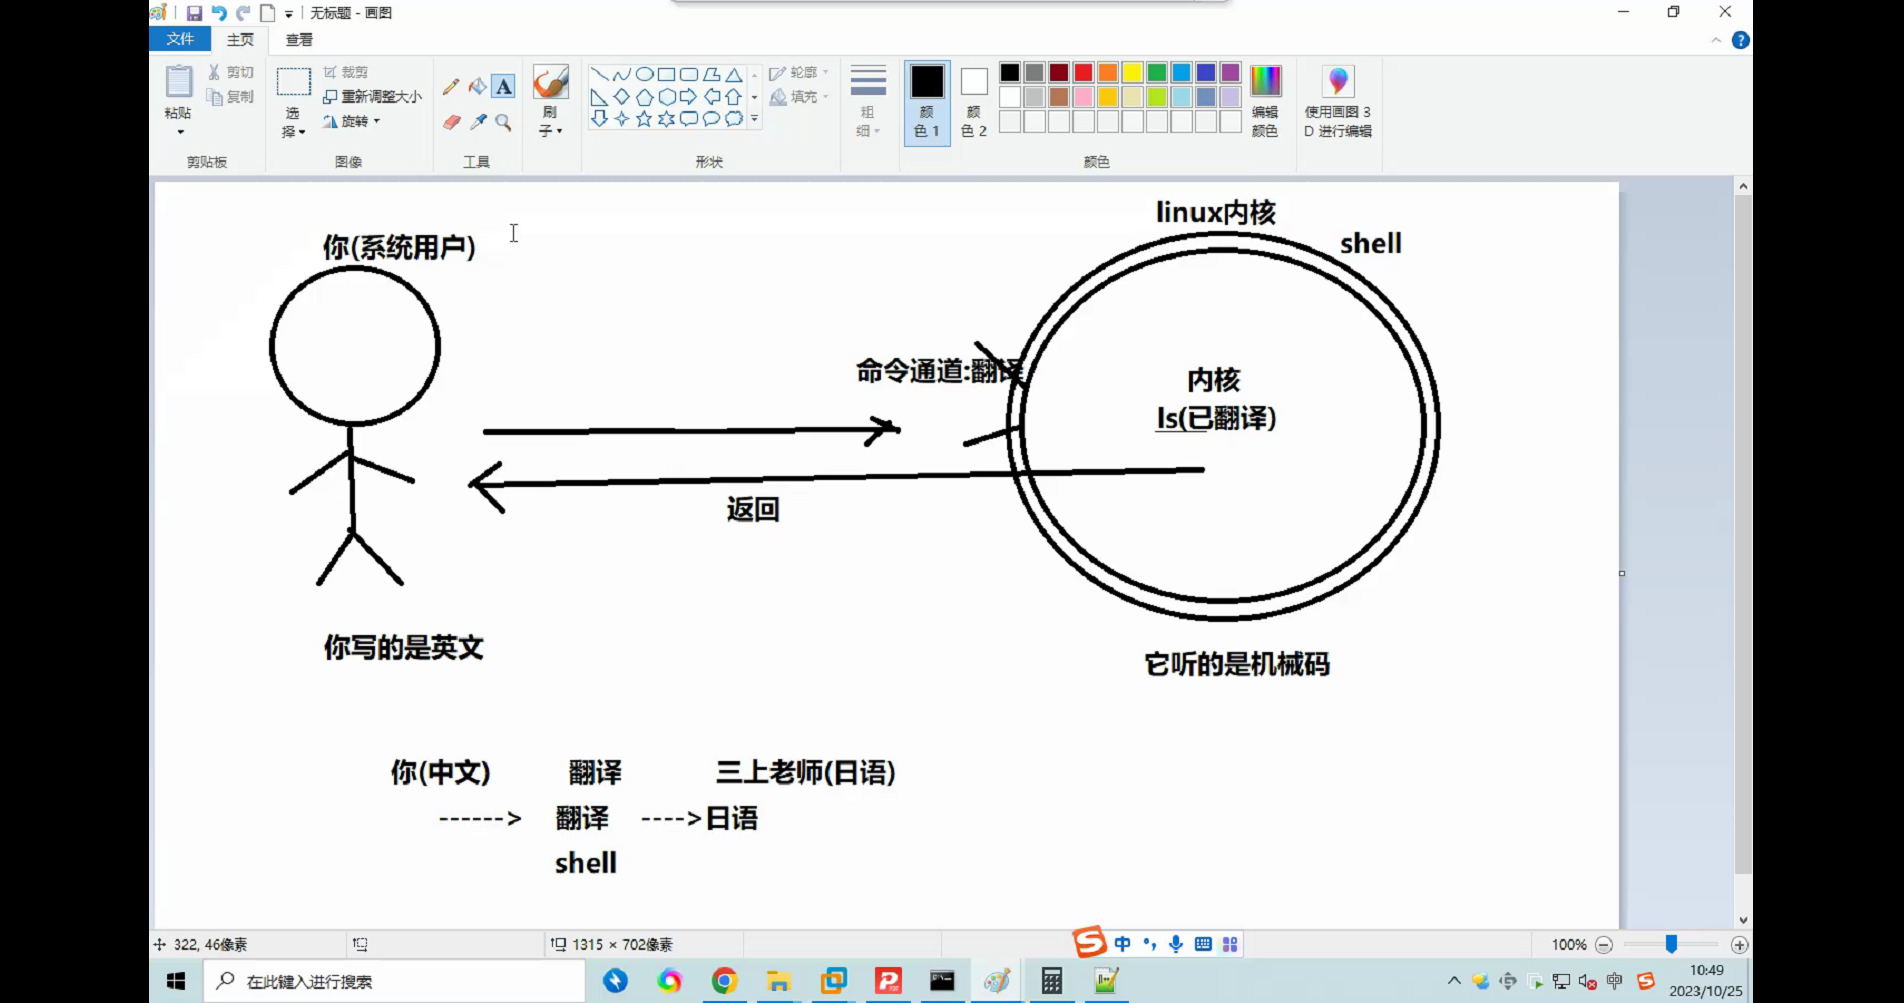 无标题 - 画图
文件 主页 查看
粘贴
剪切
复制
剪贴板
选择
裁剪
重新调整大小
旋转
图像
A
工具
刷子
形状
轮廓
填充
粗细
颜色 1
颜色 2
颜色
编辑颜色
使用画图 3D 进行编辑
linux内核
shell
你(系统用户)
命令通道:翻译
内核
ls(已翻译)
返回
你写的是英文
它听的是机械码
你(中文) 翻译 三上老师(日语)
------> 翻译 ---->日语
shell
322, 46像素
1315 × 702像素
中
100%
在此键入进行搜索
中
10:49
2023/10/25